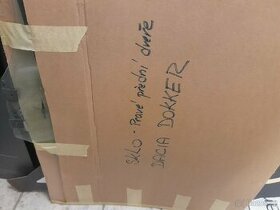 SKLO - Pravé přední dveře
DACIA DOKKER